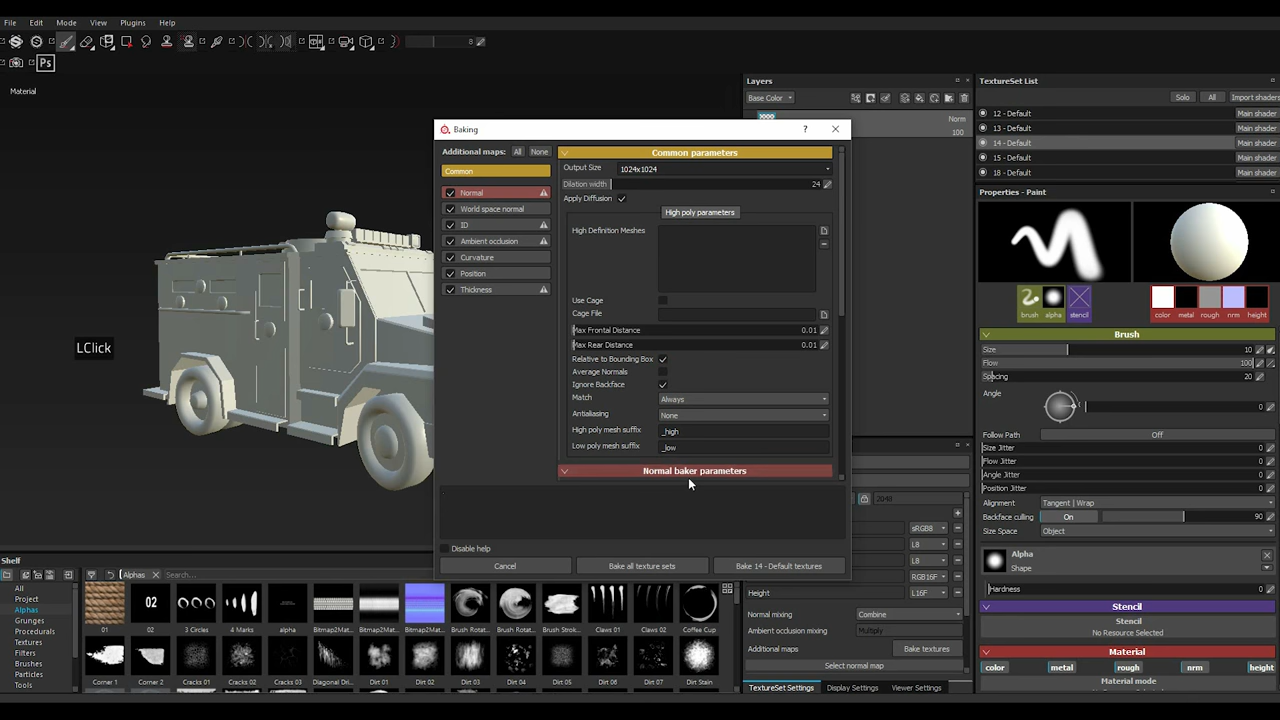 File Edit Mode View Plugins Help
8
Ps
Material
LClick
Baking
?
Additional maps: All None
Common
Normal
World space normal
ID
Ambient occlusion
Curvature
Position
Thickness
Common parameters
Output Size 1024x1024
Dilation width 24
Apply Diffusion
High poly parameters
High Definition Meshes
Use Cage
Cage File
Max Frontal Distance 0.01
Max Rear Distance 0.01
Relative to Bounding Box
Average Normals
Ignore Backface
Match Always
Antialiasing None
High poly mesh suffix _high
Low poly mesh suffix _low
Normal baker parameters
Disable help
Cancel Bake all texture sets Bake 14 - Default textures
Layers
Base Color
Norm
100
TextureSet List
Solo All Import shaders
12 - Default Main shader
13 - Default Main shader
14 - Default Main shader
15 - Default Main shader
18 - Default Main shader
Properties - Paint
brush alpha stencil color metal rough nrm height
Brush
Size 10
Flow 100
Spacing 20
Angle 0
Follow Path Off
Size Jitter 0
Flow Jitter 0
Angle Jitter 0
Position Jitter 0
Alignment Tangent | Wrap
Backface culling On 90
Size Space Object
Alpha
Shape
Hardness 0
Stencil
Stencil
No Resource Selected
Material
color metal rough nrm height
Material mode
2048
sRGB8
L8
L8
RGB16F
Height L16F
Normal mixing Combine
Ambient occlusion mixing Multiply
Additional maps Bake textures
Select normal map
TextureSet Settings Display Settings Viewer Settings
Shelf
Alphas Search...
All
Alphas
Grunges
Procedurals
Textures
Filters
Brushes
Particles
Tools
02
01 02 3 Circles 4 Marks alpha Bitmap2Mat... Bitmap2Mat... Bitmap2Mat... Brush Rotat... Brush Rotat... Brush Strok... Claws 01 Claws 02 Coffee Cup
Corner 1 Corner 2 Cracks 01 Cracks 02 Cracks 03 Diagonal Dri... Dirt 01 Dirt 02 Dirt 03 Dirt 04 Dirt 05 Dirt 06 Dirt 08 Dirt Stain